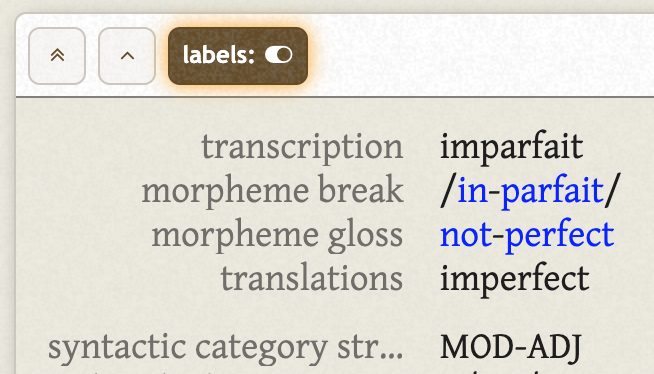 labels:
transcription imparfait
morpheme break /in-parfait/
morpheme gloss not-perfect
translations imperfect
syntactic category str... MOD-ADJ